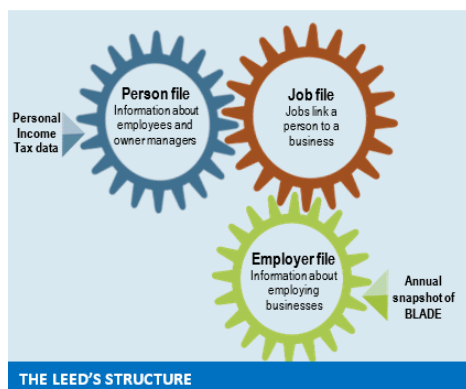 Person file
Information about
employees and
owner managers
Job file
Jobs link a
person to a
business
Personal
Income
Tax data
Employer file
Information about
employing
businesses
Annual
snapshot of
BLADE
THE LEED'S STRUCTURE